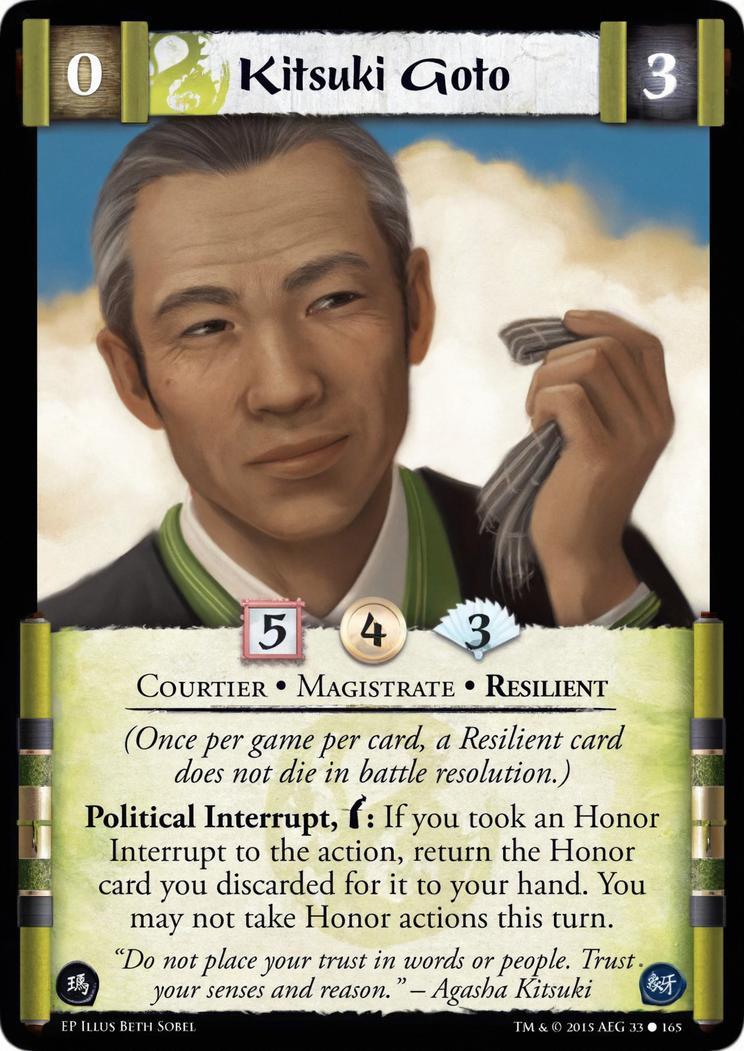 0
Kitsuki Goto
3
5
4
3
Courtier • Magistrate • Resilient
(Once per game per card, a Resilient card
does not die in battle resolution.)
Political Interrupt, : If you took an Honor
Interrupt to the action, return the Honor
card you discarded for it to your hand. You
may not take Honor actions this turn.
“Do not place your trust in words or people. Trust
your senses and reason.” – Agasha Kitsuki
瑪
象牙
EP Illus Beth Sobel
TM & © 2015 AEG 33 ● 165